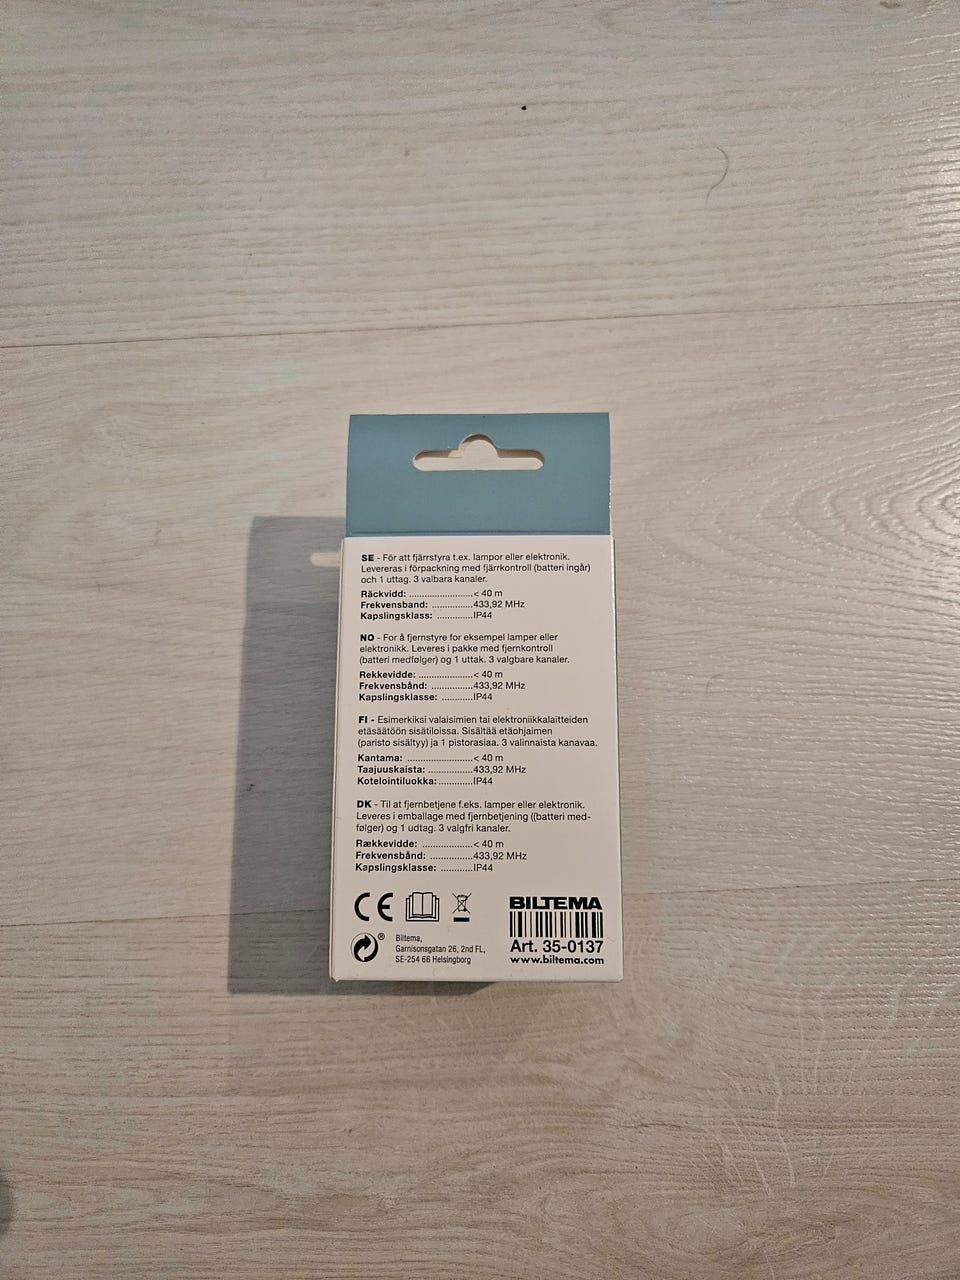 SE - För att fjärrstyra t.ex. lampor eller elektronik.
Levereras i förpackning med fjärrkontroll (batteri ingår)
och 1 uttag. 3 valbara kanaler.
Räckvidd: ..........................< 40 m
Frekvensband: ................433,92 MHz
Kapslingsklass: ..............IP44
NO - For å fjernstyre for eksempel lamper eller
elektronikk. Leveres i pakke med fjernkontroll
(batteri medfølger) og 1 uttak. 3 valgbare kanaler.
Rekkevidde: ......................< 40 m
Frekvensbånd: ................433,92 MHz
Kapslingsklasse: ............IP44
FI - Esimerkiksi valaisimien tai elektroniikkalaitteiden
etäsäätöön sisätiloissa. Sisältää etäohjaimen
(paristo sisältyy) ja 1 pistorasiaa. 3 valinnaista kanavaa.
Kantama: ..........................< 40 m
Taajuuskaista: ..................433,92 MHz
Kotelointiluokka: .............IP44
DK - Til at fjernbetjene f.eks. lamper eller elektronik.
Leveres i emballage med fjernbetjening ((batteri med-
følger) og 1 udtag. 3 valgfri kanaler.
Rækkevidde: .....................< 40 m
Frekvensbånd: ..................433,92 MHz
Kapslingsklasse: .............IP44
CE
BILTEMA
Art. 35-0137
www.biltema.com
®
Biltema,
Garnisonsgatan 26, 2nd FL,
SE-254 66 Helsingborg